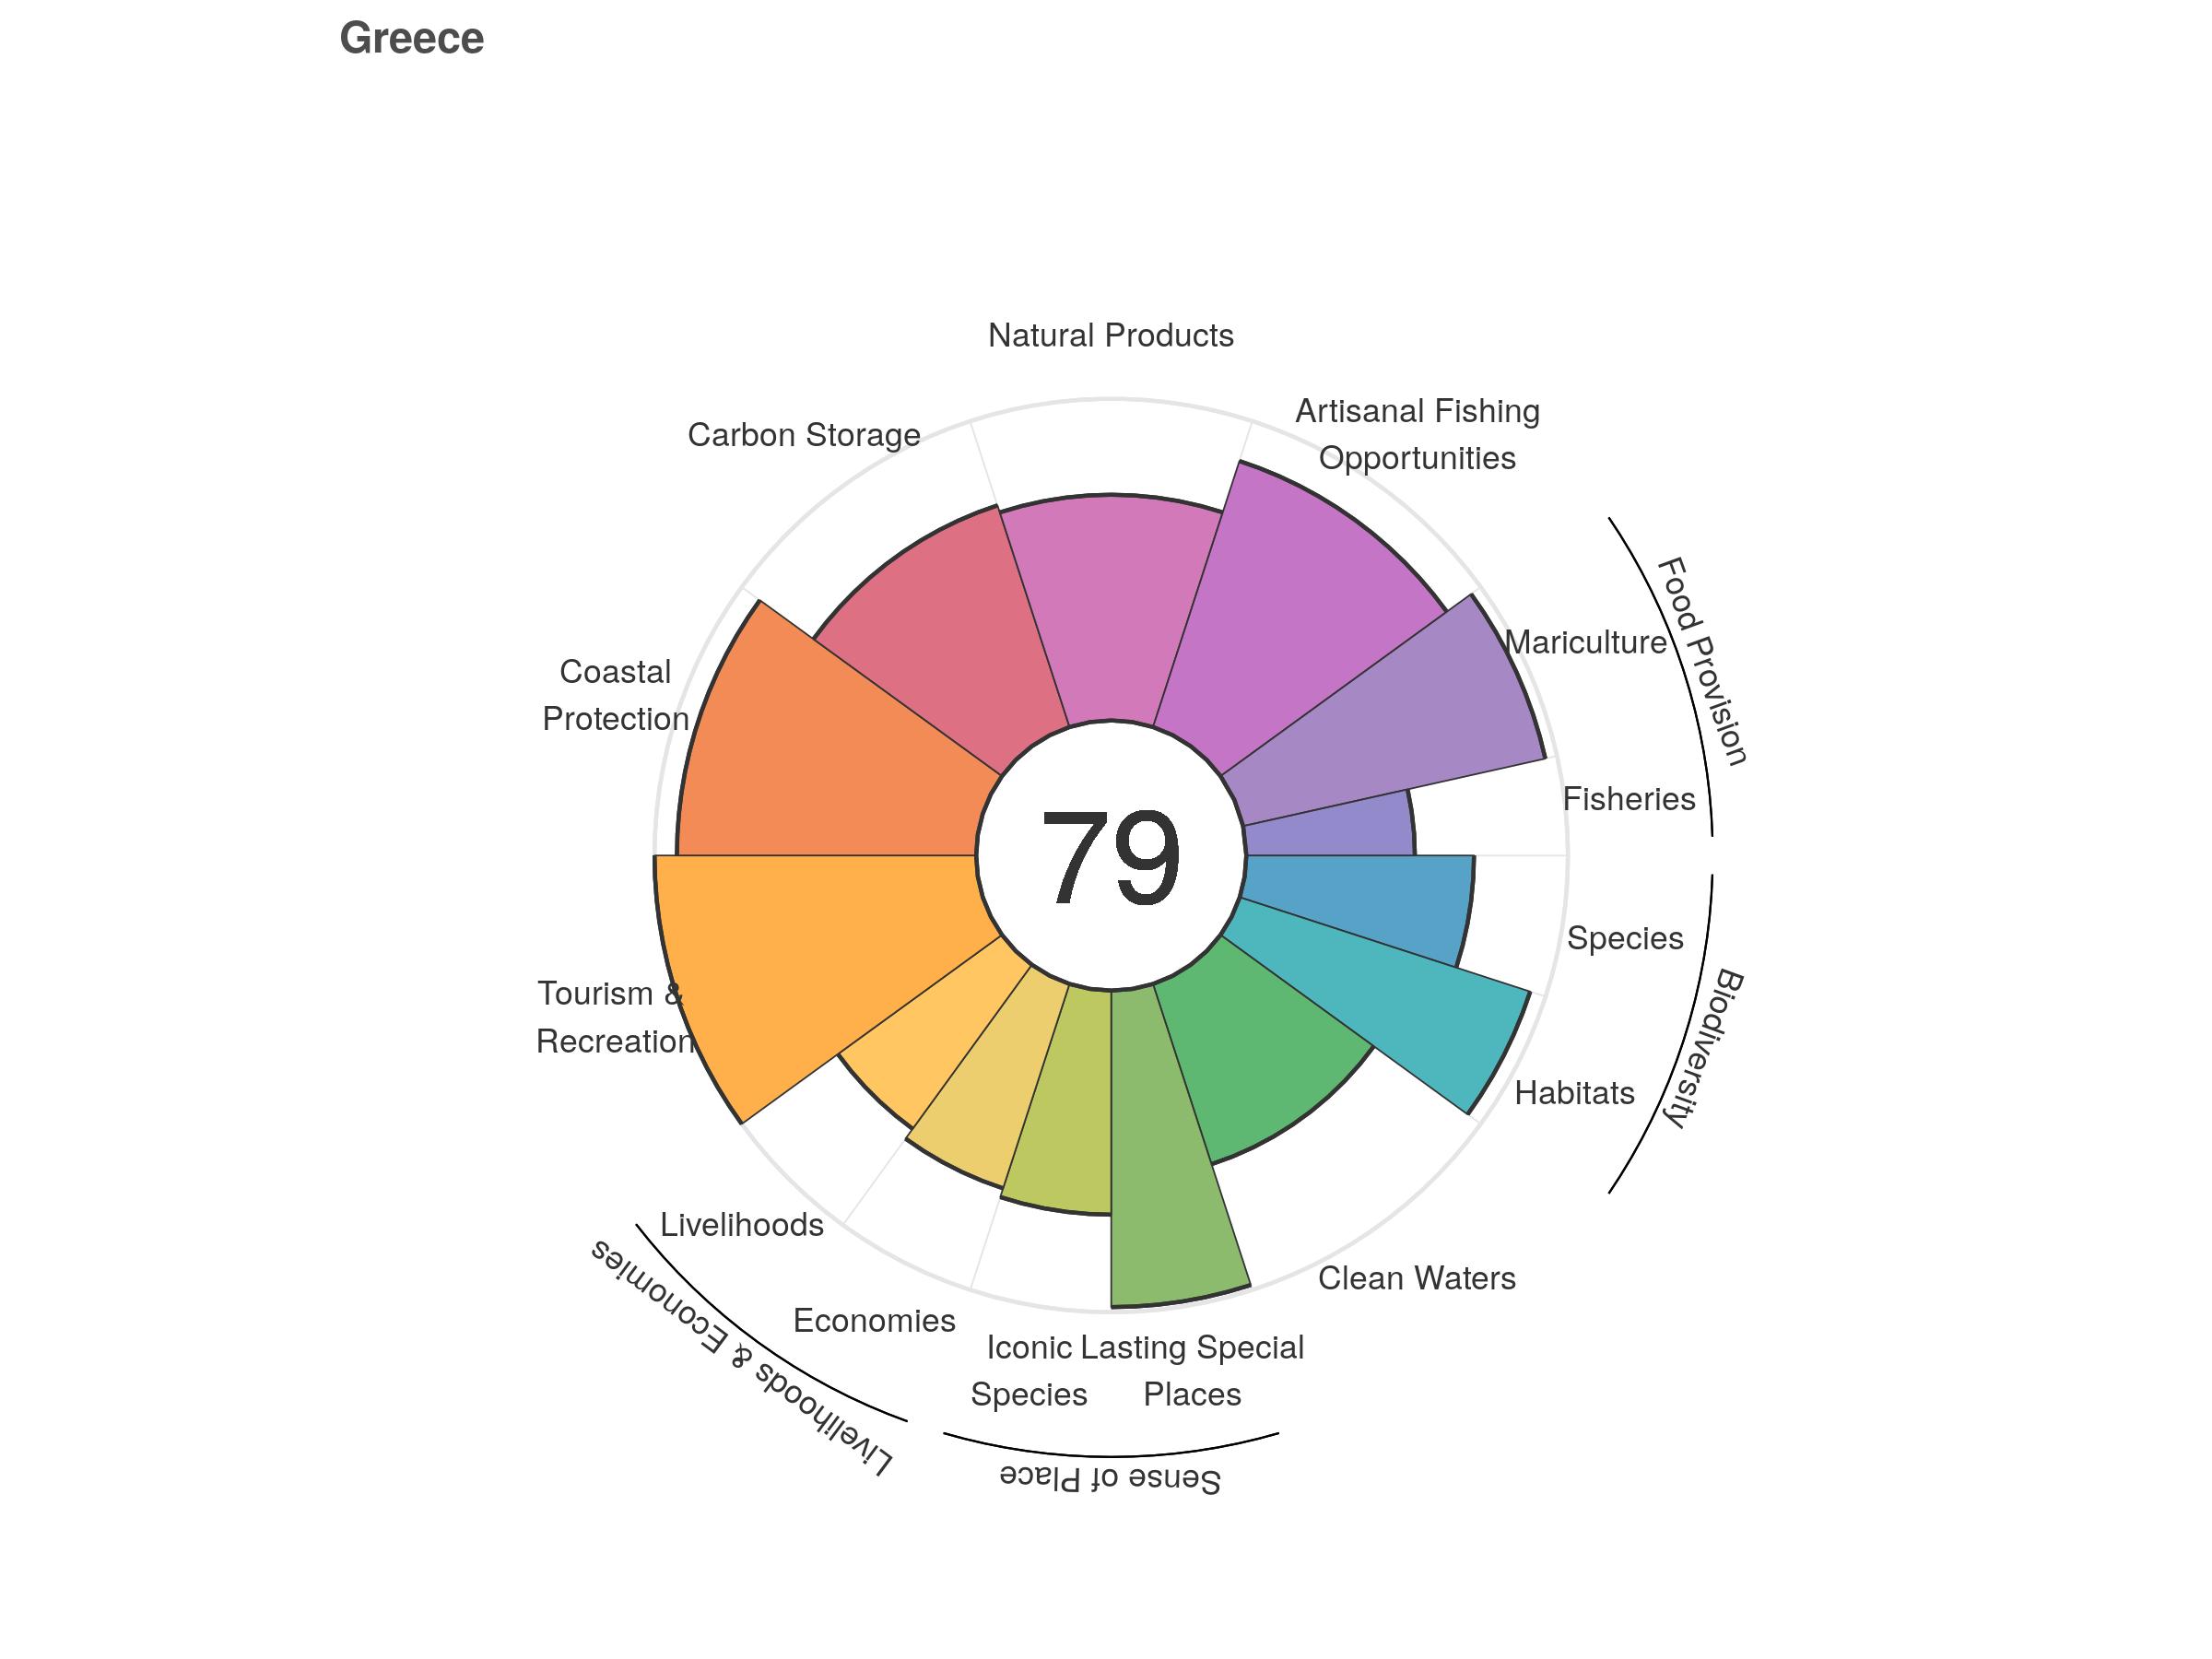 Greece
Natural Products
Artisanal Fishing
Opportunities
Carbon Storage
Food Provision
Mariculture
Coastal
Protection
Fisheries
79
Species
Biodiversity
Tourism &
Recreation
Habitats
Livelihoods
Clean Waters
Economies
Livelihoods & Economies
Iconic
Species
Lasting Special
Places
Sense of Place